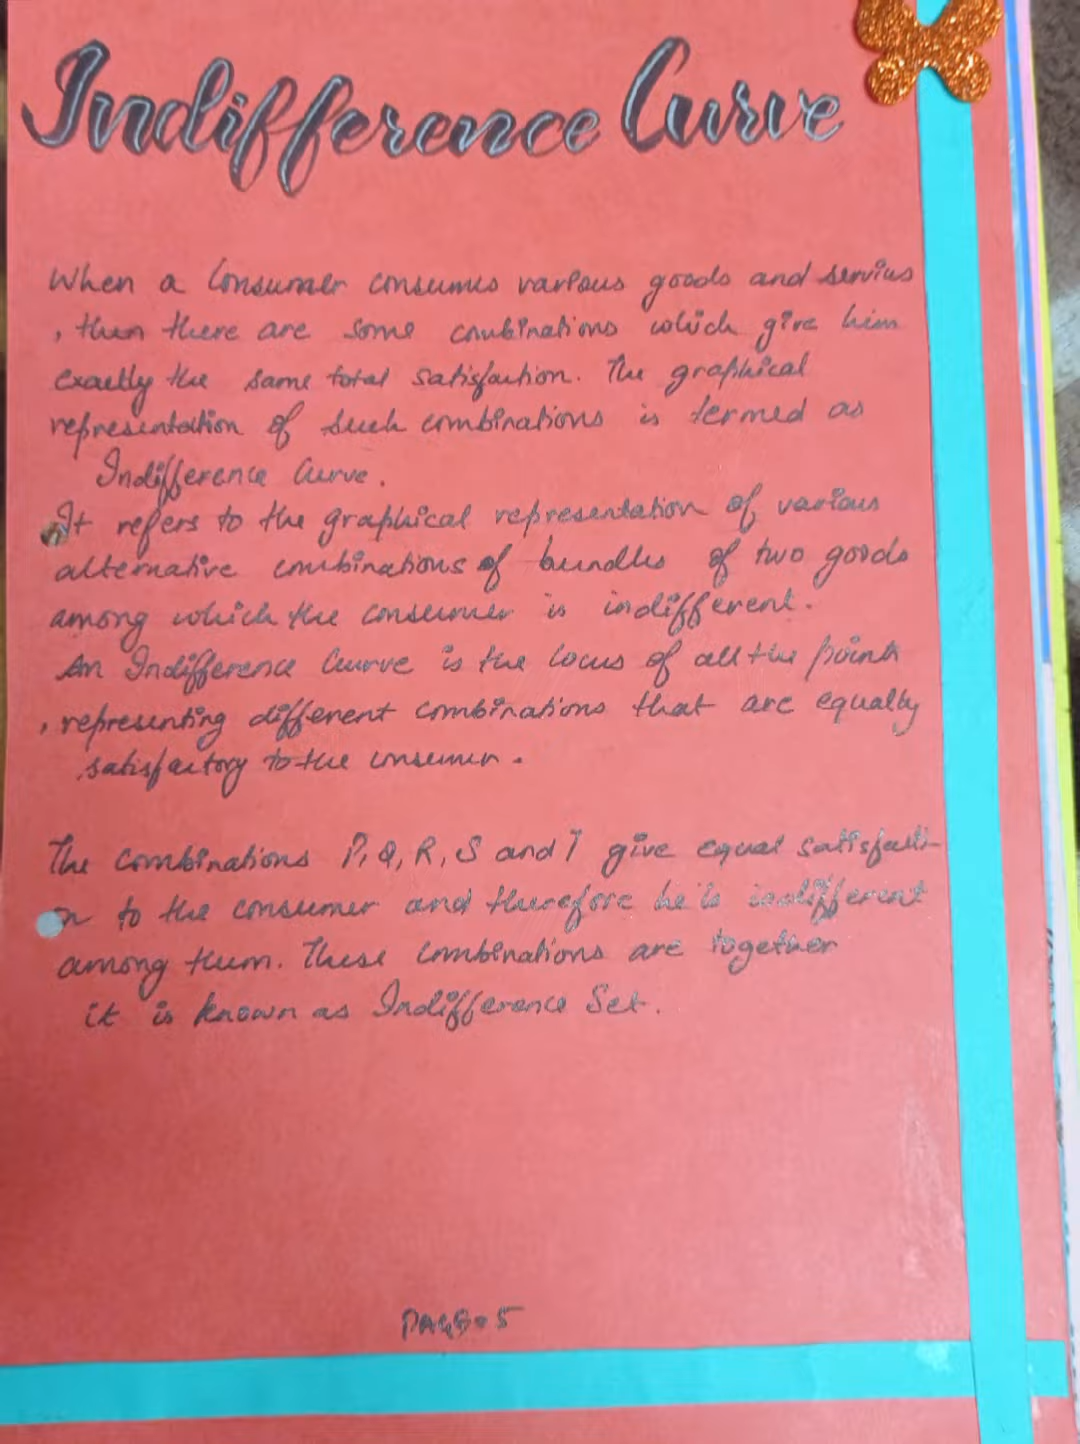 Indifference Curve
When a Consumer consumes various goods and services
, then there are some combinations which give him
exactly the same total satisfaction. The graphical
representation of such combinations is termed as
Indifference Curve.
It refers to the graphical representation of various
alternative combinations of bundles of two goods
among which the consumer is indifferent.
An Indifference Curve is the locus of all the points
, representing different combinations that are equally
satisfactory to the consumer.
The combinations P, Q, R, S and T give equal satisfacti-
on to the consumer and therefore he is indifferent
among them. These combinations are together
it is known as Indifference Set.
PAGE-5